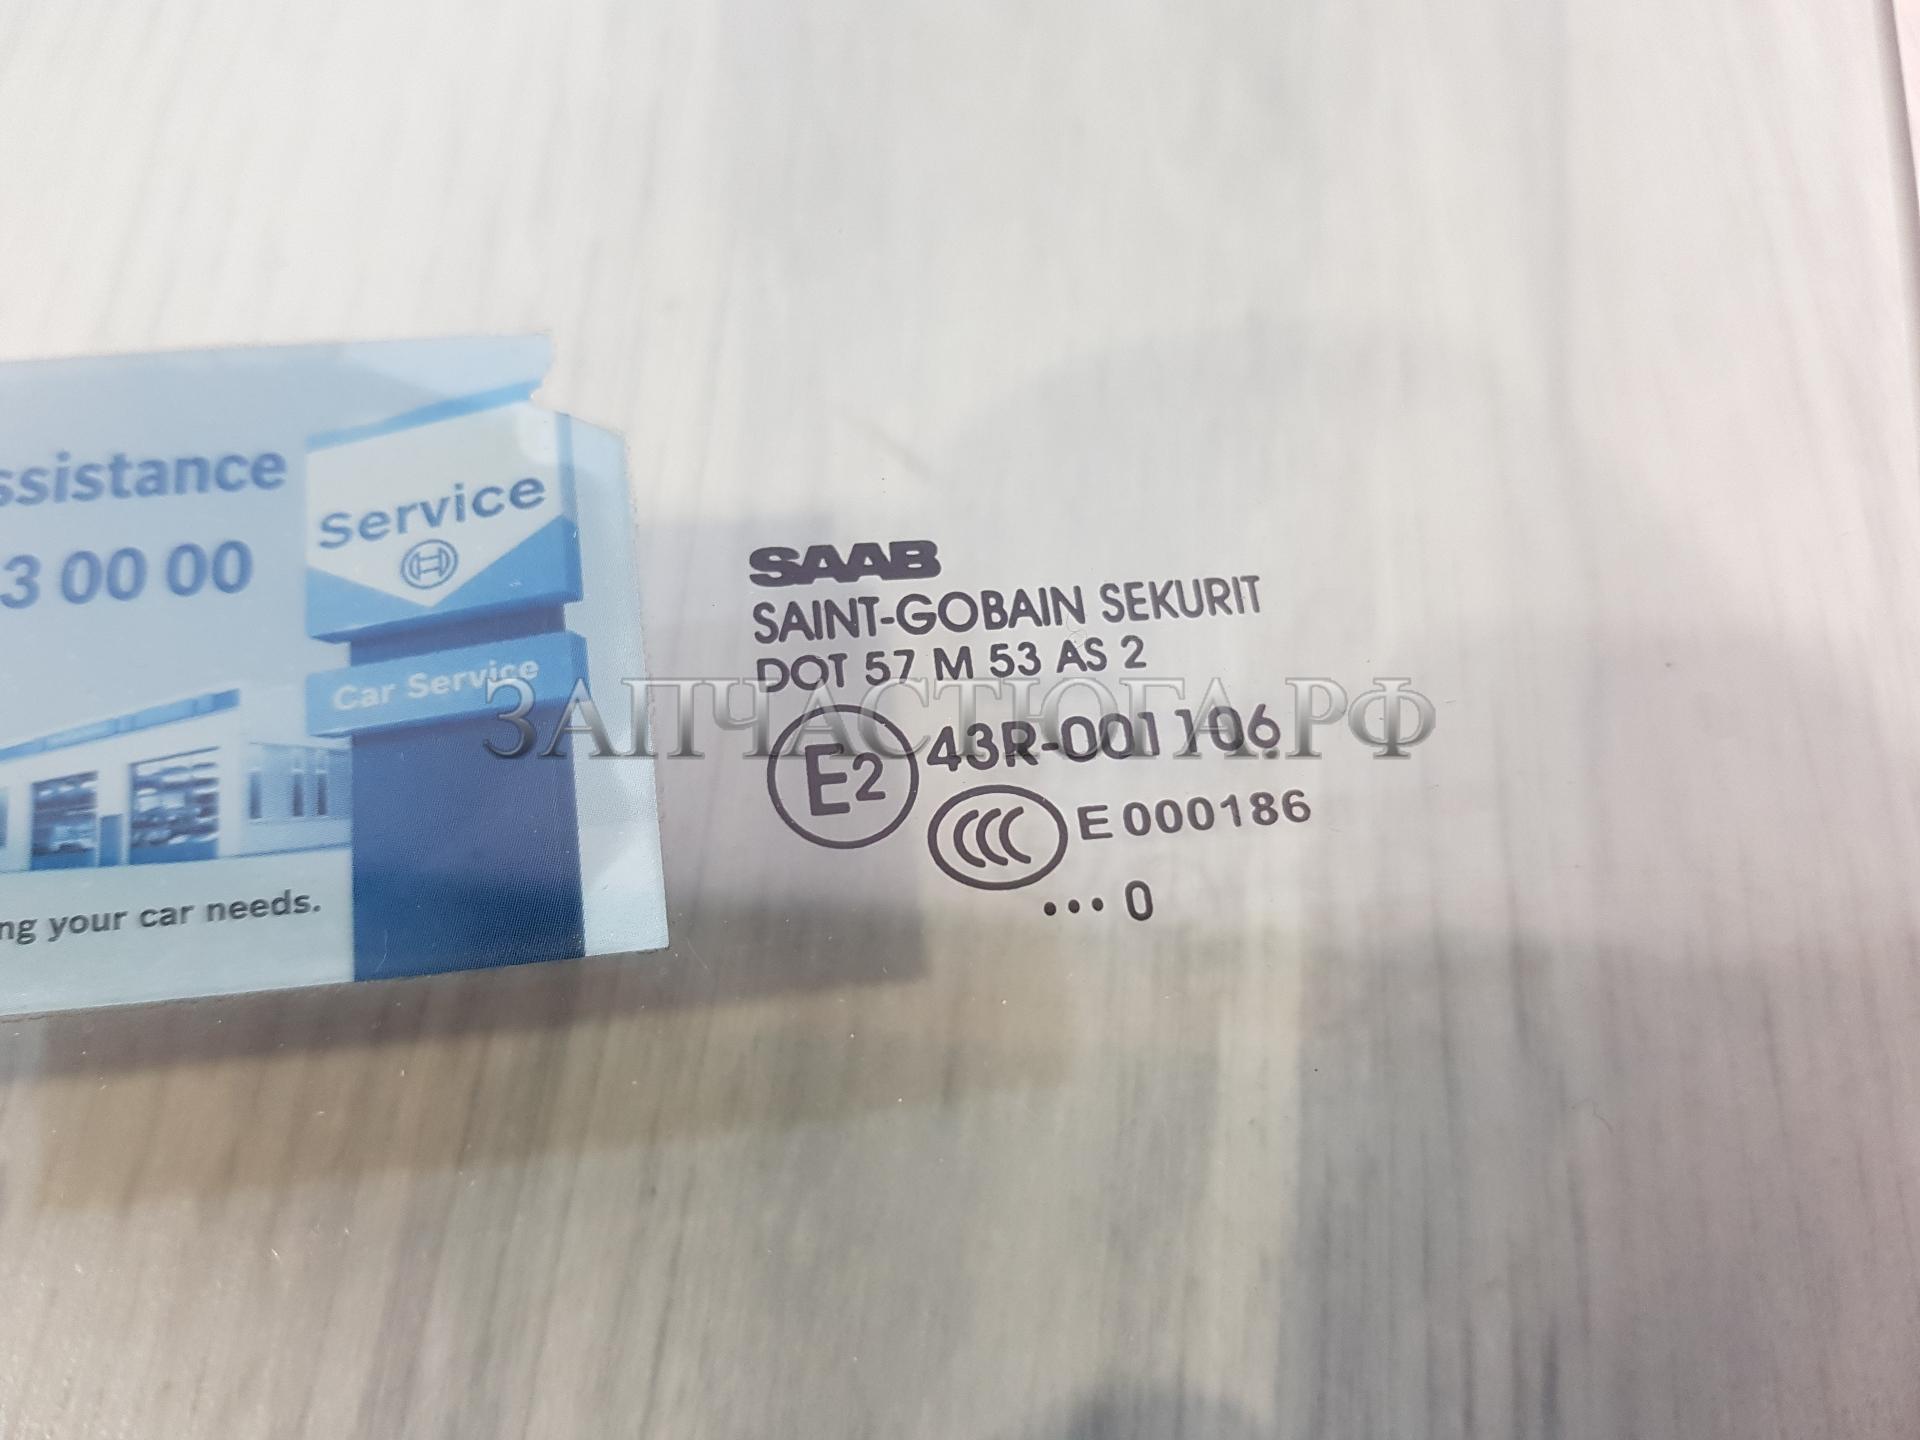 ssistance
3 00 00
Service
Car Service
ng your car needs.
SAAB
SAINT-GOBAIN SEKURIT
DOT 57 M 53 AS 2
ЗАПЧАСТЮГА.РФ
E2 43R-001106
CCC E000186
••• 0